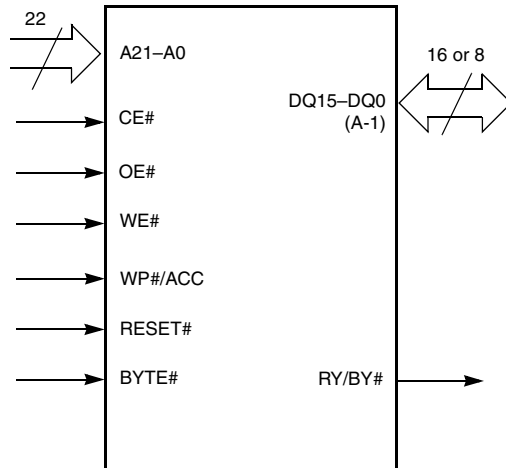 22
A21–A0
16 or 8
DQ15–DQ0
(A-1)
CE#
OE#
WE#
WP#/ACC
RESET#
BYTE#
RY/BY#